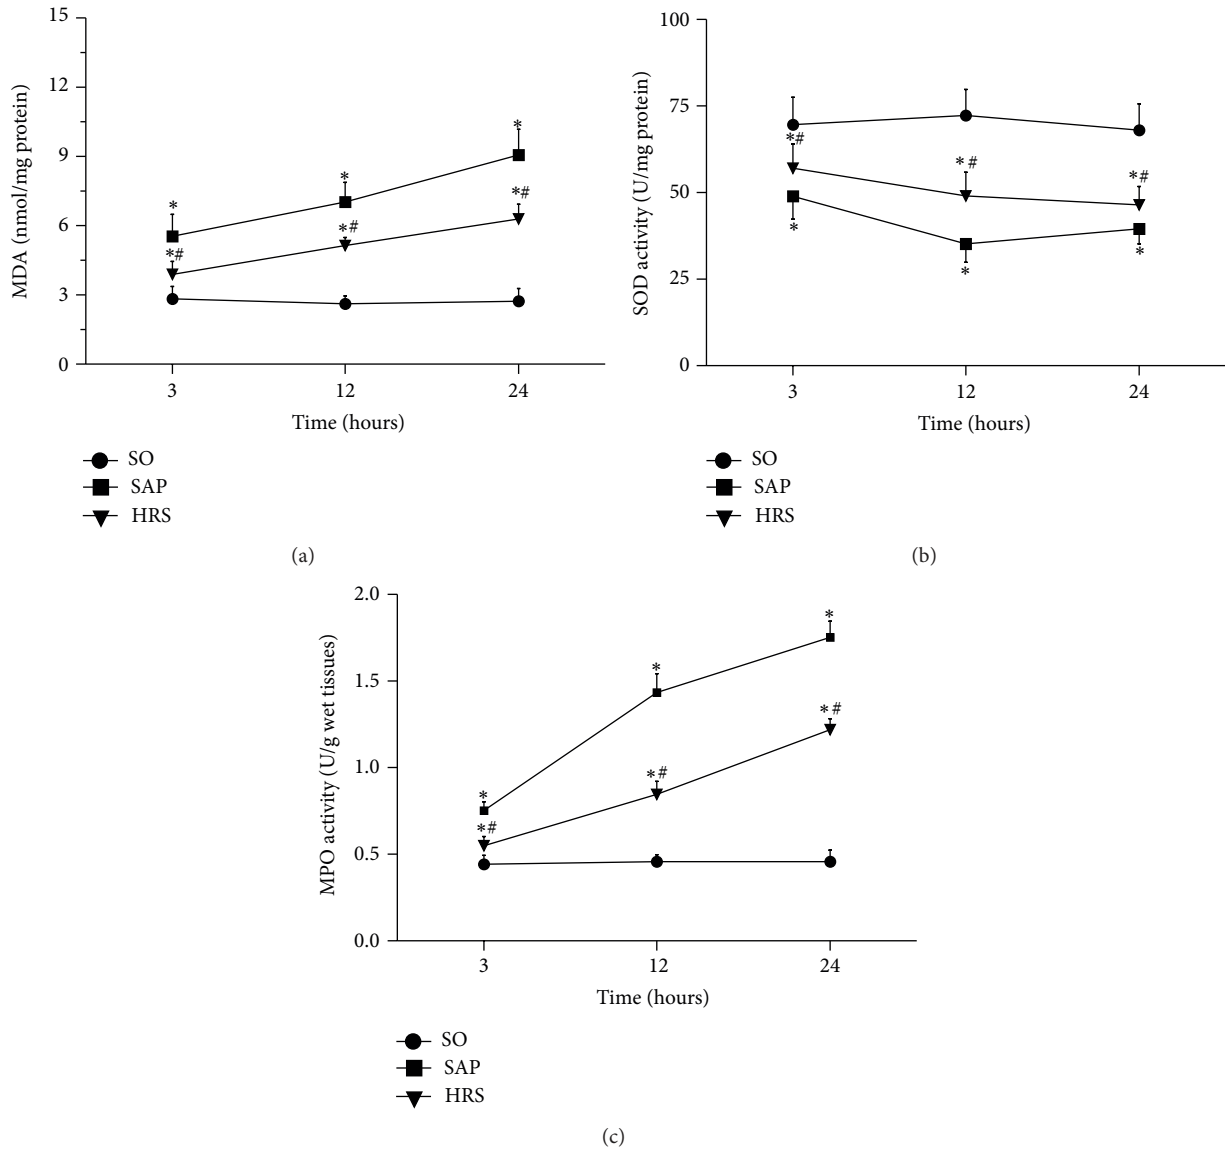 15
12
9
6
3
0
MDA (nmol/mg protein)
*
*
*
*#
*#
*#
3
12
24
Time (hours)
SO
SAP
HRS
(a)
100
75
50
25
0
SOD activity (U/mg protein)
*#
*#
*#
*
*
*
3
12
24
Time (hours)
SO
SAP
HRS
(b)
2.0
1.5
1.0
0.5
0.0
MPO activity (U/g wet tissues)
*
*
*
*#
*#
*#
3
12
24
Time (hours)
SO
SAP
HRS
(c)